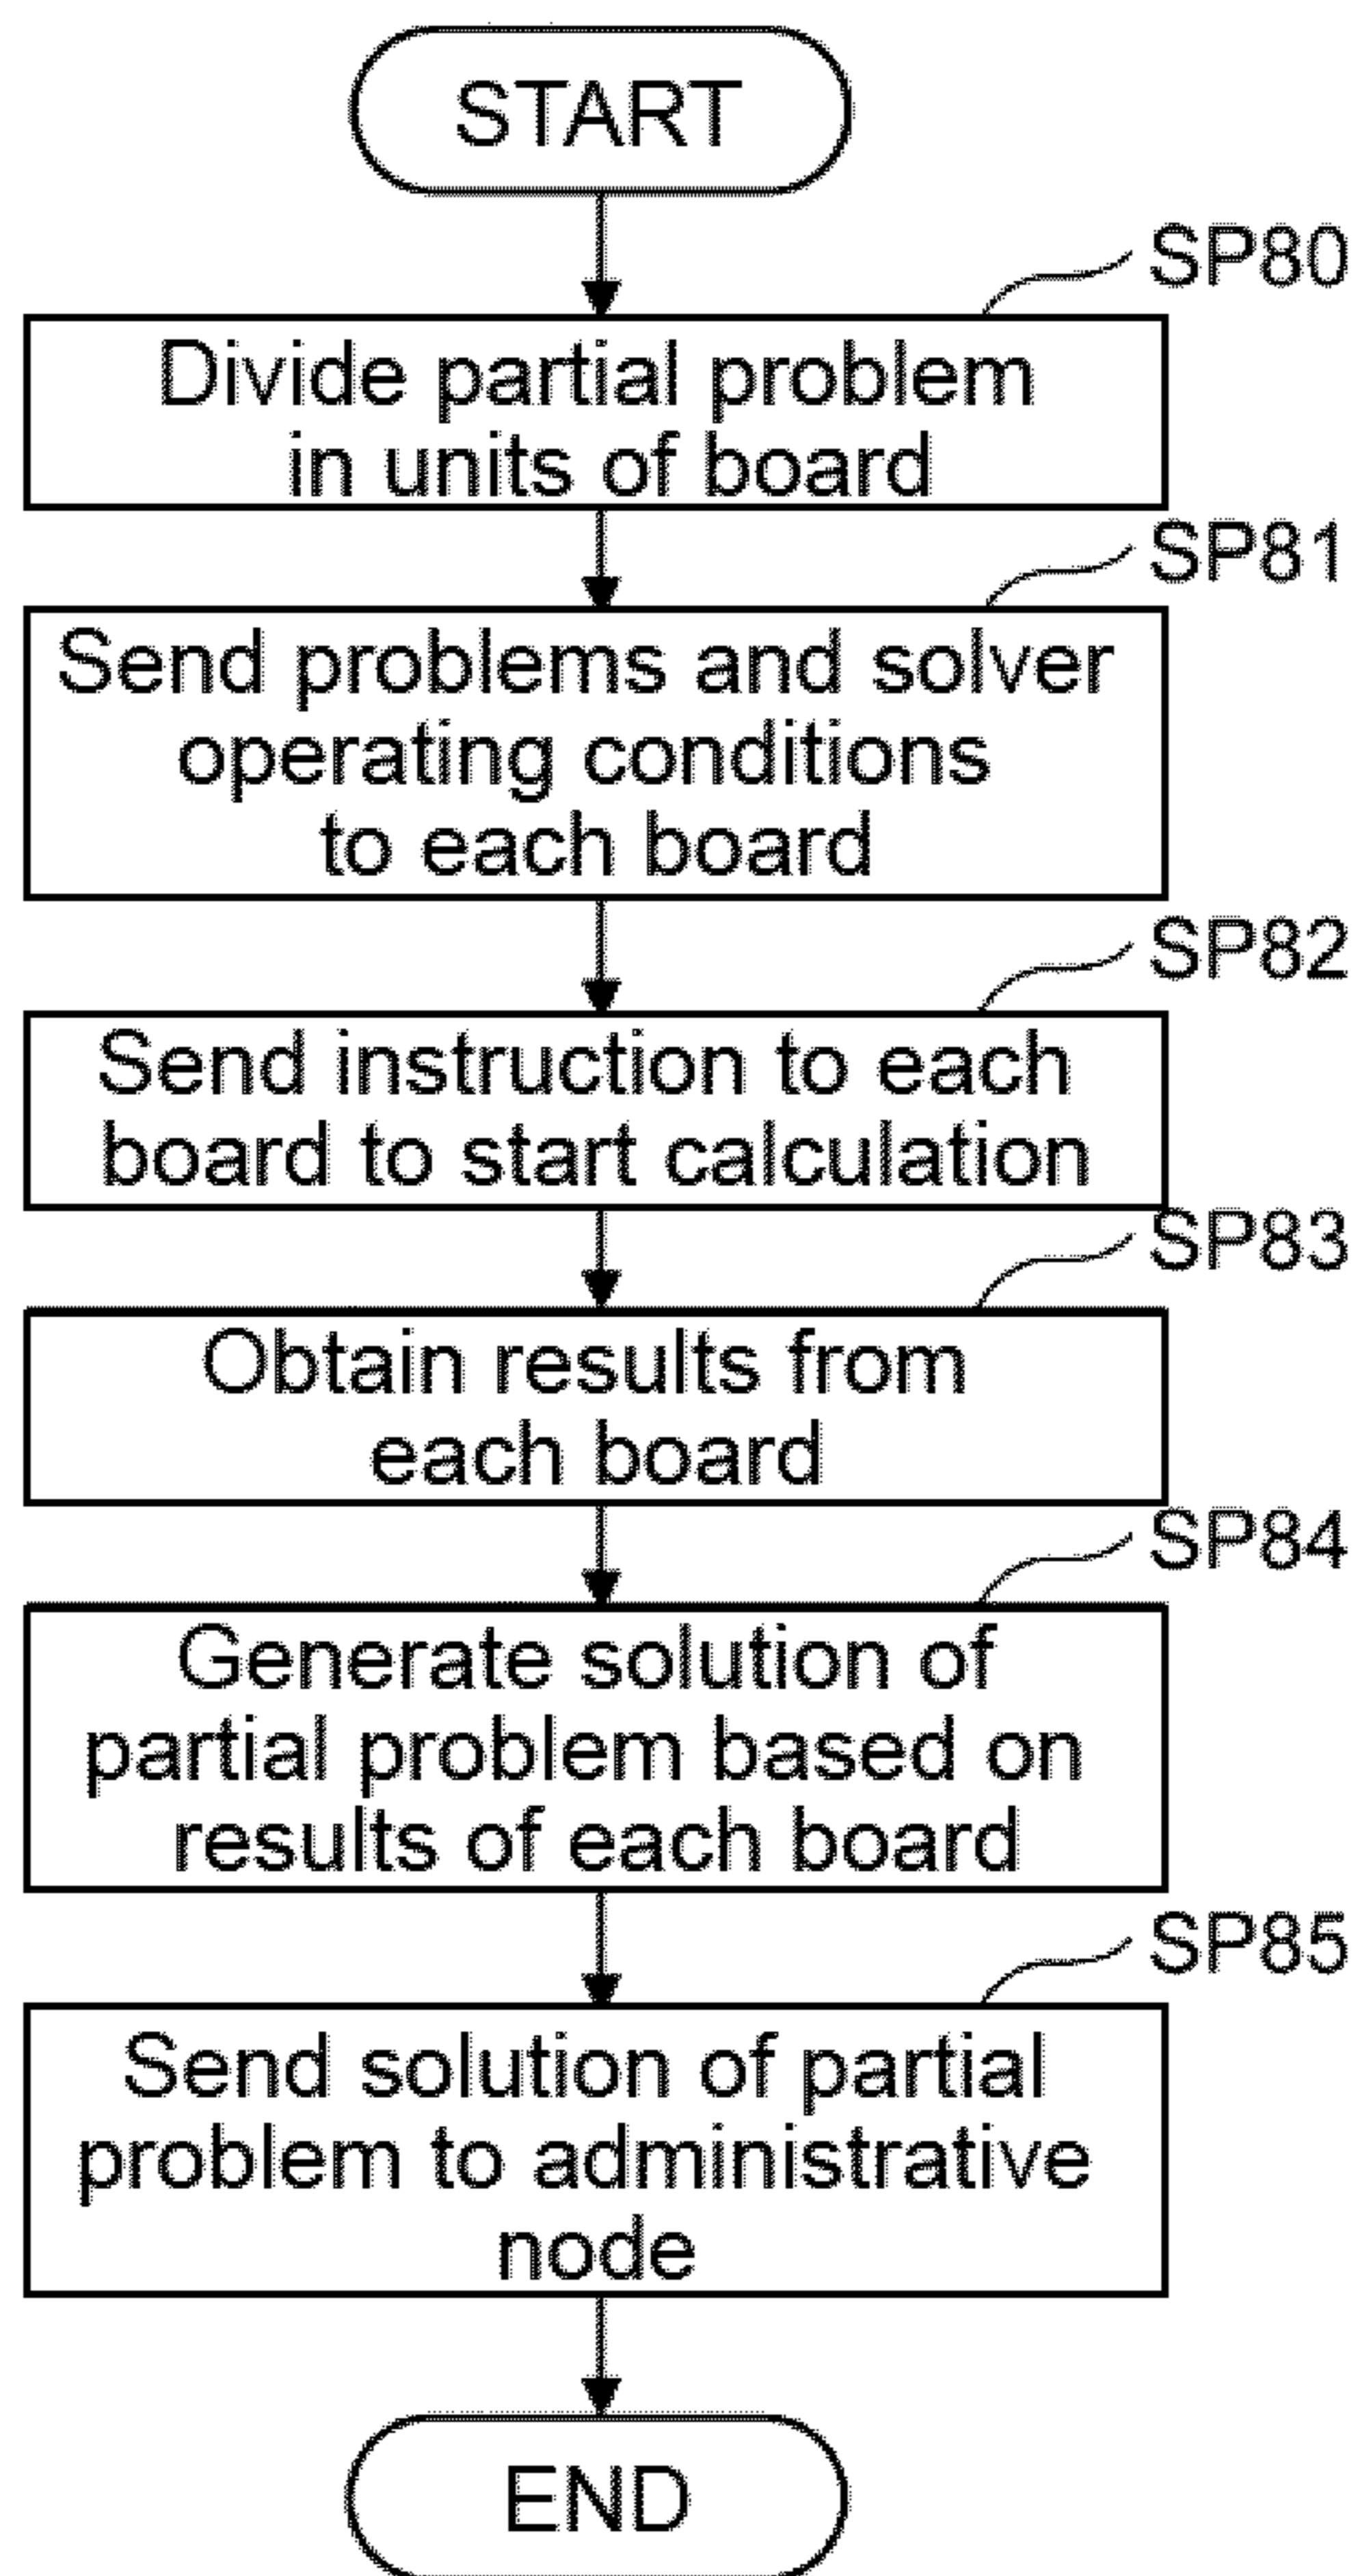 START
SP80
Divide partial problem
in units of board
SP81
Send problems and solver
operating conditions
to each board
SP82
Send instruction to each
board to start calculation
SP83
Obtain results from
each board
SP84
Generate solution of
partial problem based on
results of each board
SP85
Send solution of partial
problem to administrative
node
END